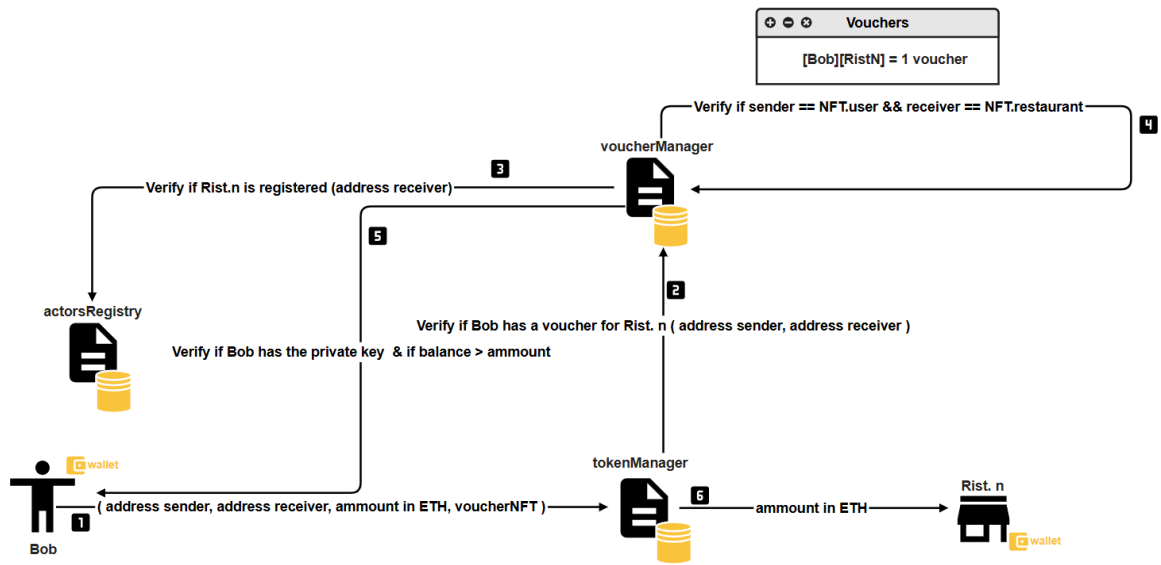 Vouchers
[Bob][RistN] = 1 voucher
Verify if sender == NFT.user && receiver == NFT.restaurant
4
voucherManager
3
Verify if Rist.n is registered (address receiver)
5
2
actorsRegistry
Verify if Bob has a voucher for Rist. n ( address sender, address receiver )
Verify if Bob has the private key & if balance > ammount
wallet
tokenManager
Rist. n
6
( address sender, address receiver, ammount in ETH, voucherNFT )
ammount in ETH
1
wallet
Bob